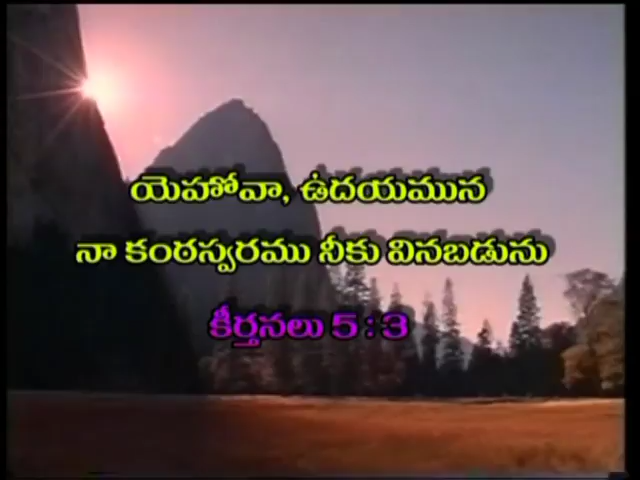 యెహోవా, ఉదయమున
నా కంఠస్వరము నీకు వినబడును
కీర్తనలు 5 : 3